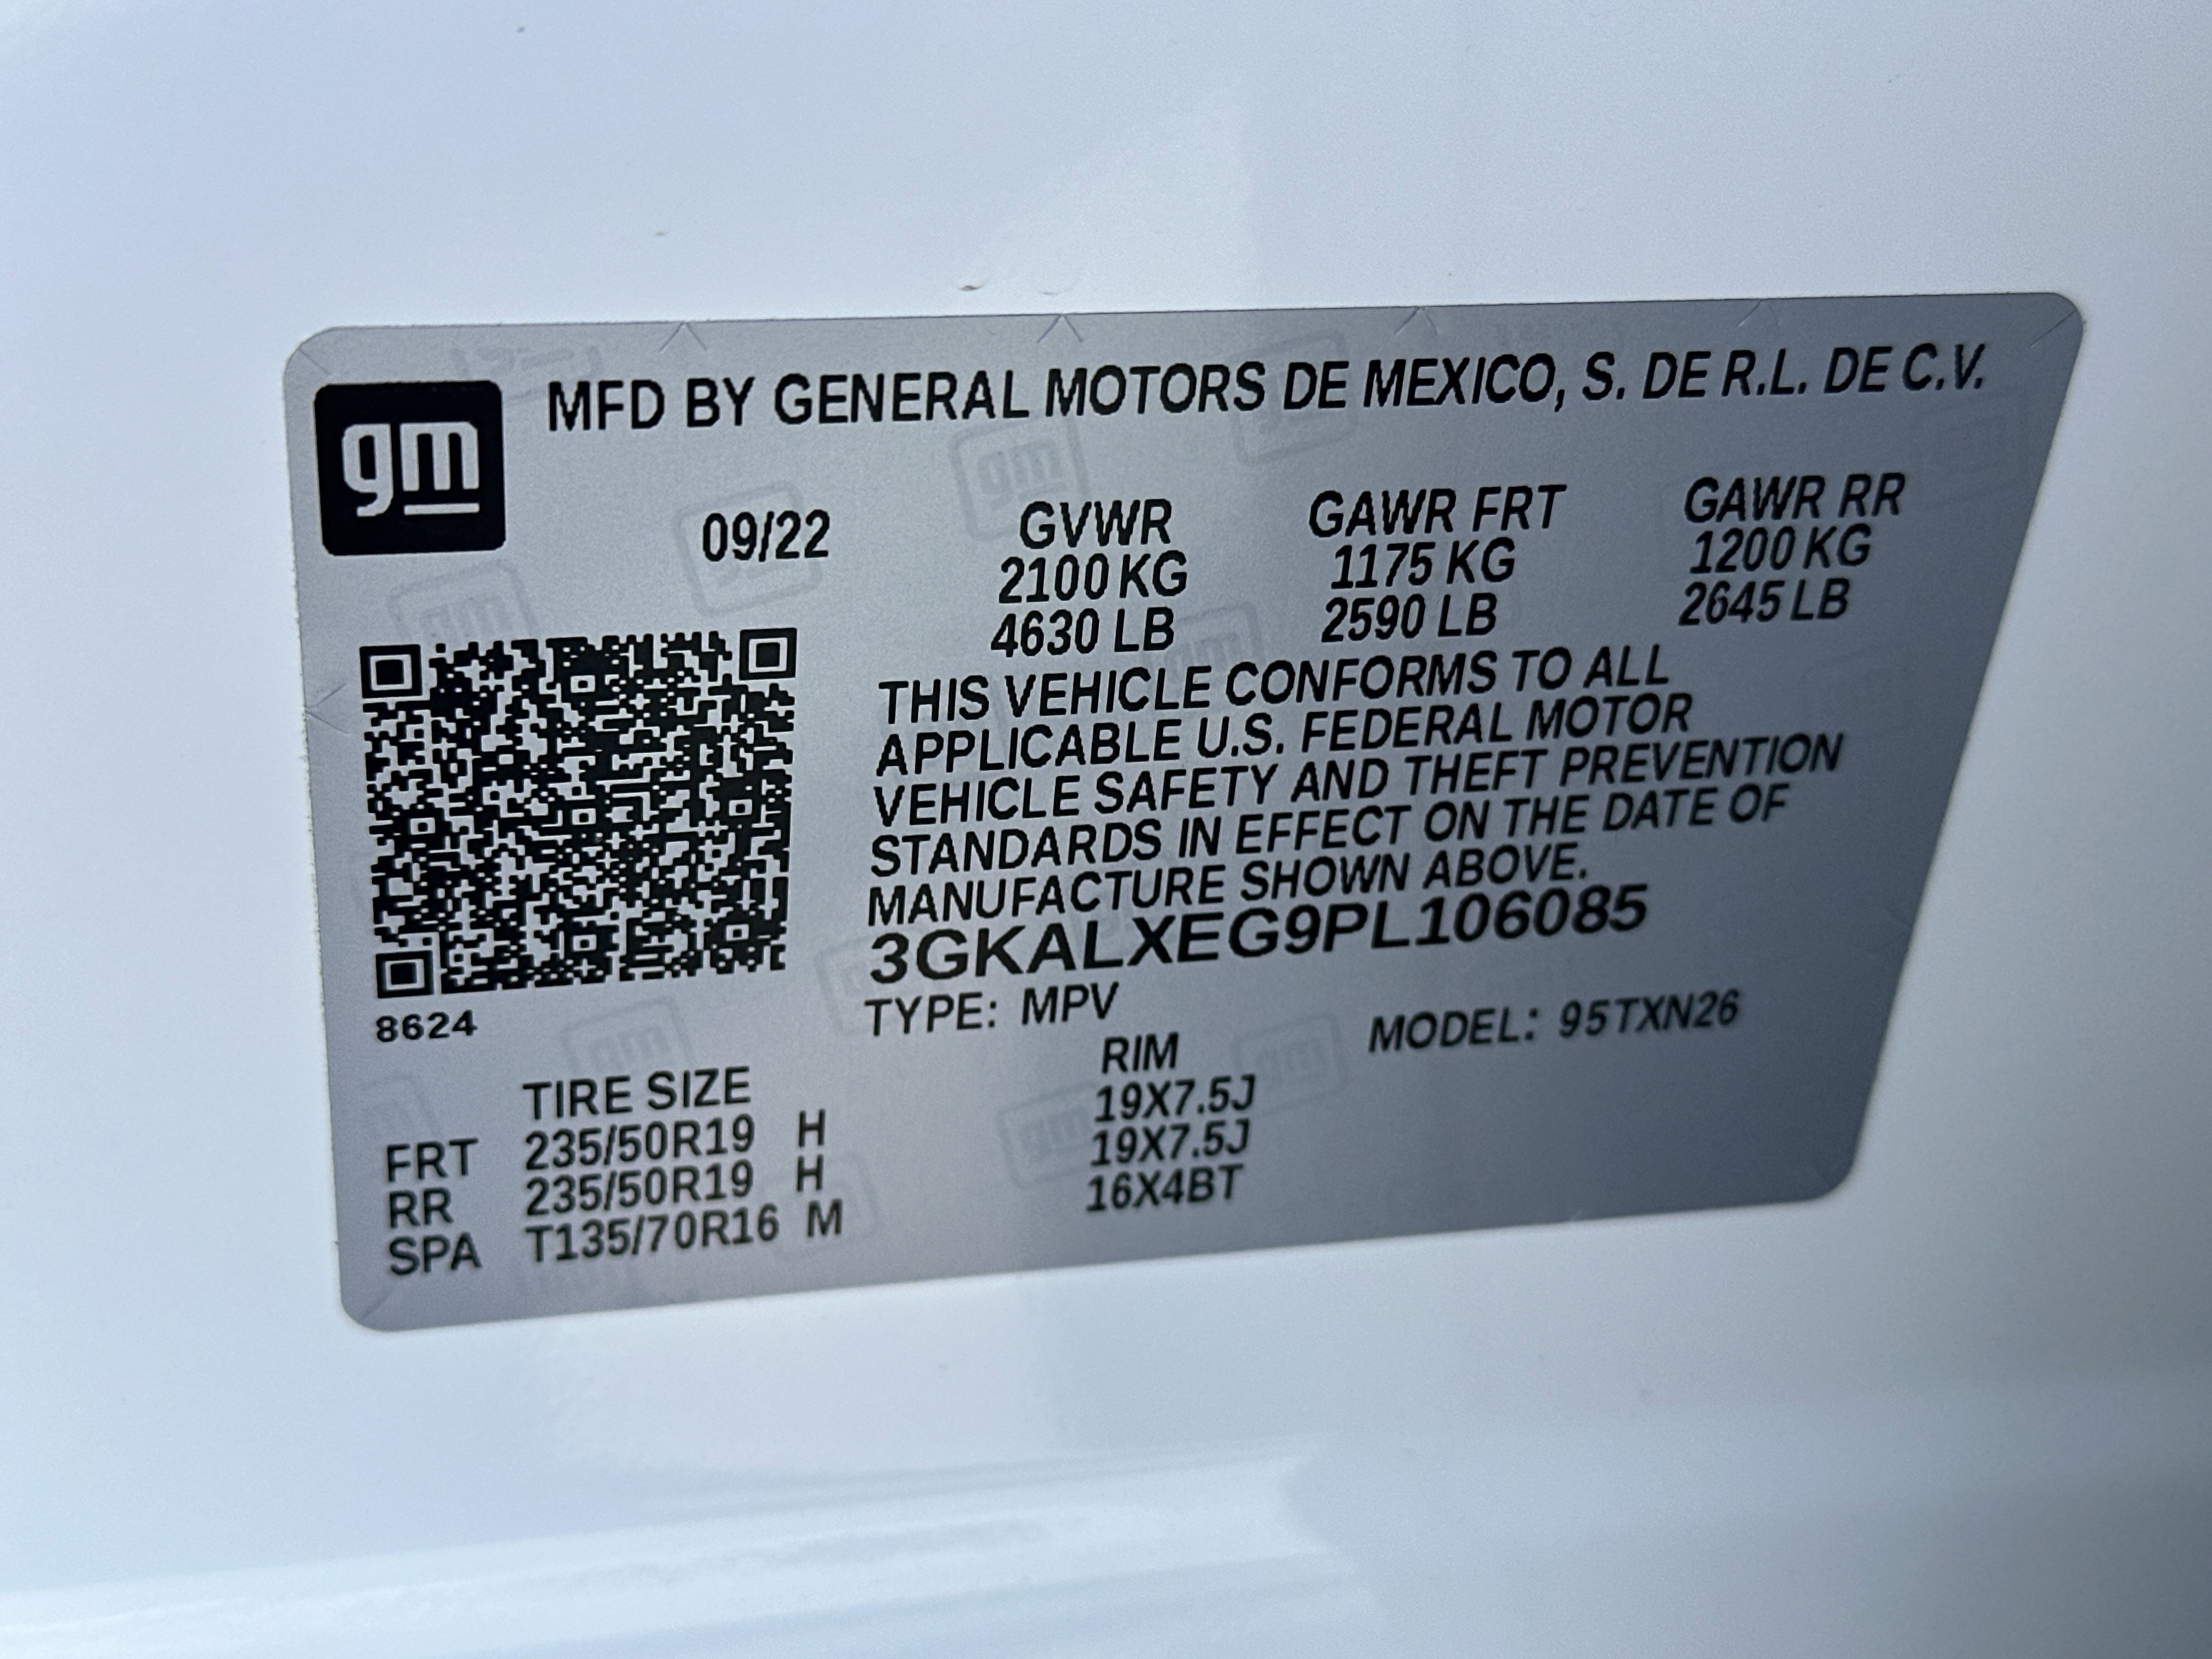 gm
MFD BY GENERAL MOTORS DE MEXICO, S. DE R.L. DE C.V.
09/22 GVWR GAWR FRT GAWR RR
2100 KG 1175 KG 1200 KG
4630 LB 2590 LB 2645 LB
THIS VEHICLE CONFORMS TO ALL
APPLICABLE U.S. FEDERAL MOTOR
VEHICLE SAFETY AND THEFT PREVENTION
STANDARDS IN EFFECT ON THE DATE OF
MANUFACTURE SHOWN ABOVE.
3GKALXEG9PL106085
8624
TYPE: MPV MODEL: 95TXN26
TIRE SIZE RIM
FRT 235/50R19 H 19X7.5J
RR 235/50R19 H 19X7.5J
SPA T135/70R16 M 16X4BT